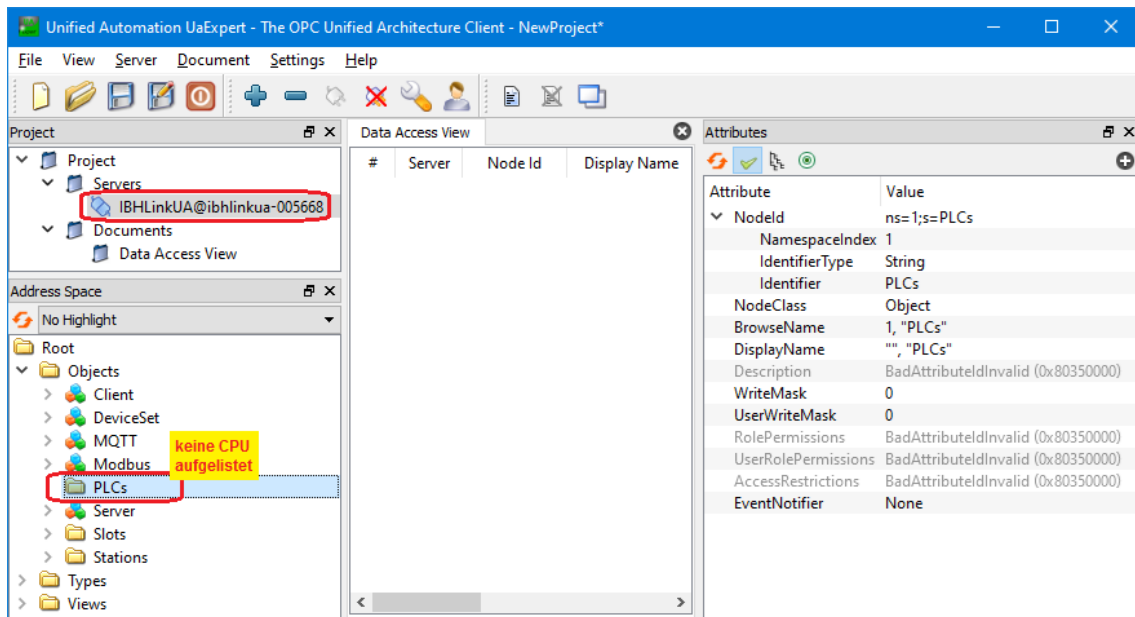 Unified Automation UaExpert - The OPC Unified Architecture Client - NewProject*
File View Server Document Settings Help
Project
Project
Servers
IBHLinkUA@ibhlinkua-005668
Documents
Data Access View
Address Space
No Highlight
Root
Objects
Client
DeviceSet
MQTT
Modbus
keine CPU
aufgelistet
PLCs
Server
Slots
Stations
Types
Views
Data Access View
# Server Node Id Display Name
Attributes
Attribute Value
NodeId ns=1;s=PLCs
NamespaceIndex 1
IdentifierType String
Identifier PLCs
NodeClass Object
BrowseName 1, "PLCs"
DisplayName "", "PLCs"
Description BadAttributeIdInvalid (0x80350000)
WriteMask 0
UserWriteMask 0
RolePermissions BadAttributeIdInvalid (0x80350000)
UserRolePermissions BadAttributeIdInvalid (0x80350000)
AccessRestrictions BadAttributeIdInvalid (0x80350000)
EventNotifier None